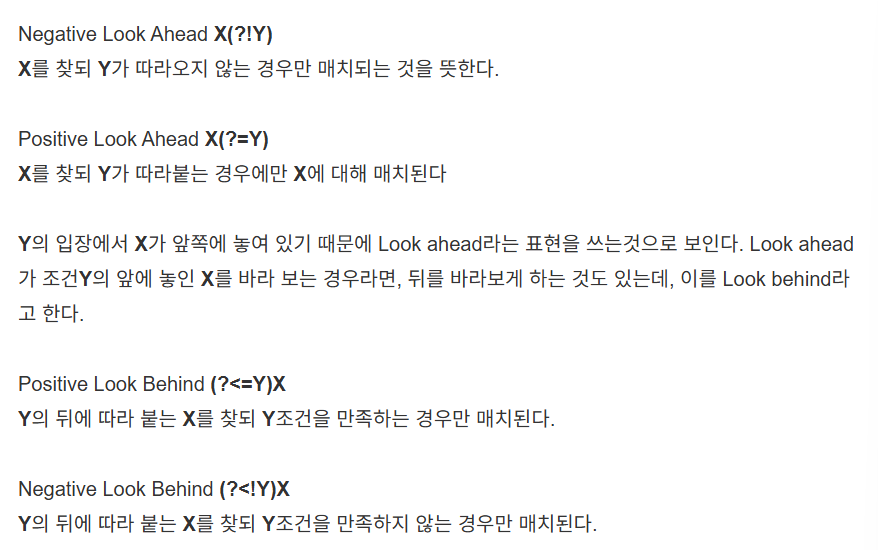 Negative Look Ahead X(?!Y)
X를 찾되 Y가 따라오지 않는 경우만 매치되는 것을 뜻한다.
Positive Look Ahead X(?=Y)
X를 찾되 Y가 따라붙는 경우에만 X에 대해 매치된다
Y의 입장에서 X가 앞쪽에 놓여 있기 때문에 Look ahead라는 표현을 쓰는것으로 보인다. Look ahead
가 조건Y의 앞에 놓인 X를 바라 보는 경우라면, 뒤를 바라보게 하는 것도 있는데, 이를 Look behind라
고 한다.
Positive Look Behind (?<=Y)X
Y의 뒤에 따라 붙는 X를 찾되 Y조건을 만족하는 경우만 매치된다.
Negative Look Behind (?<!Y)X
Y의 뒤에 따라 붙는 X를 찾되 Y조건을 만족하지 않는 경우만 매치된다.